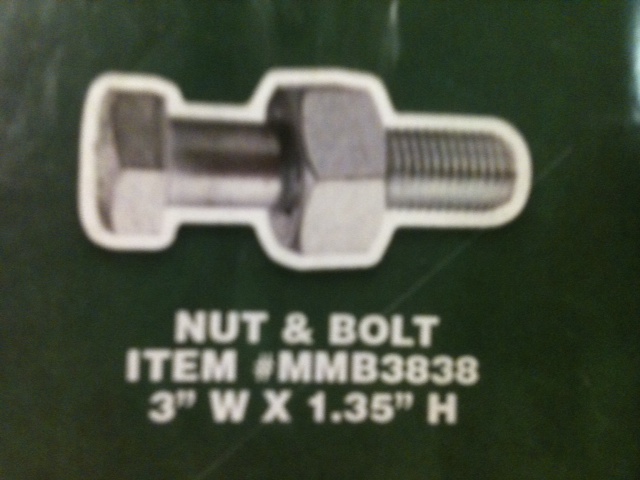 NUT & BOLT
ITEM #MMB3838
3” W X 1.35” H